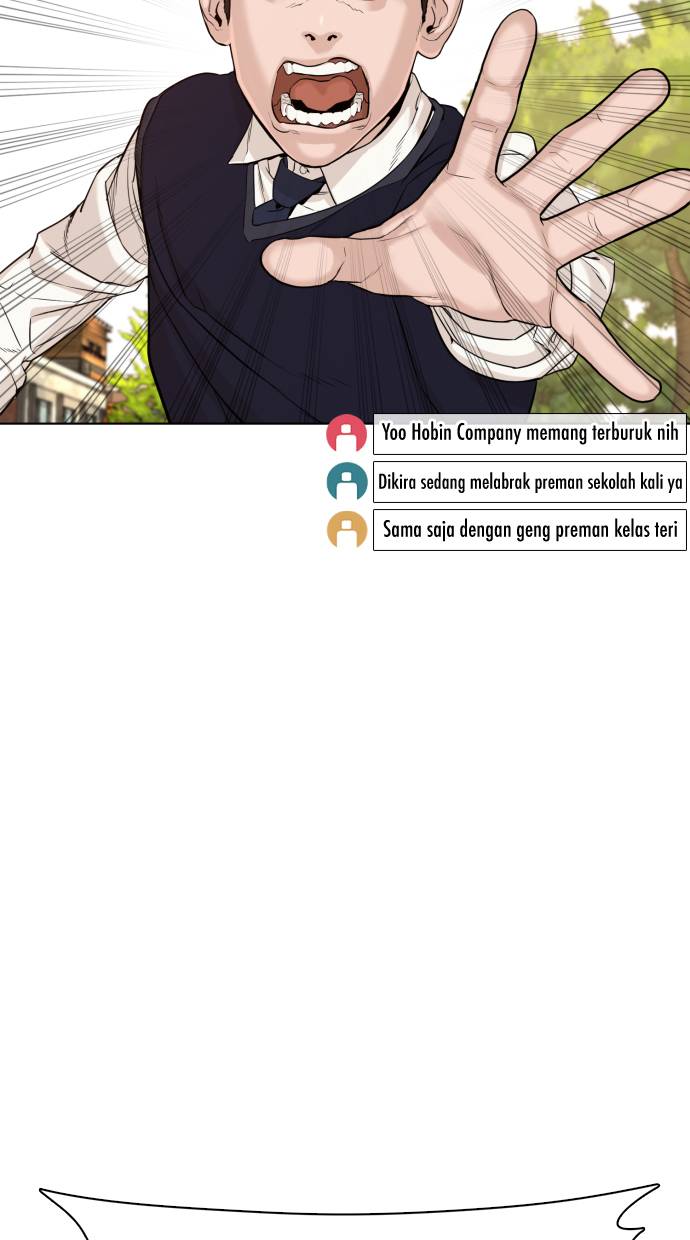 Yoo Hobin Company memang terburuk nih
Dikira sedang melabrak preman sekolah kali ya
Sama saja dengan geng preman kelas teri